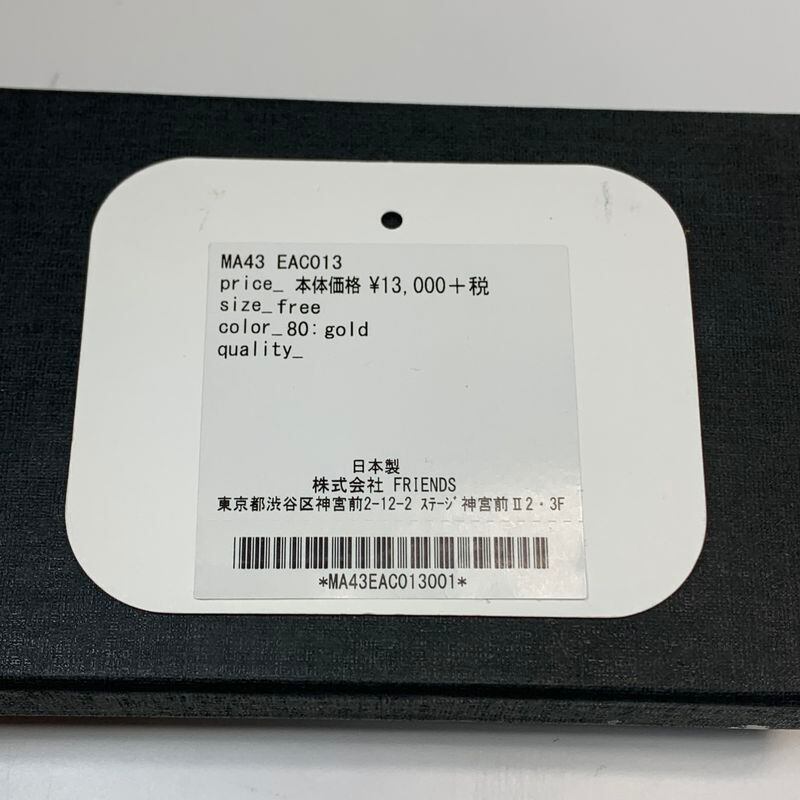 MA43 EAC013
price_ 本体価格 ¥13,000+税
size_free
color_80:gold
quality_
日本製
株式会社 FRIENDS
東京都渋谷区神宮前2-12-2 ｽﾃｰｼﾞ神宮前Ⅱ2・3F
*MA43EAC013001*